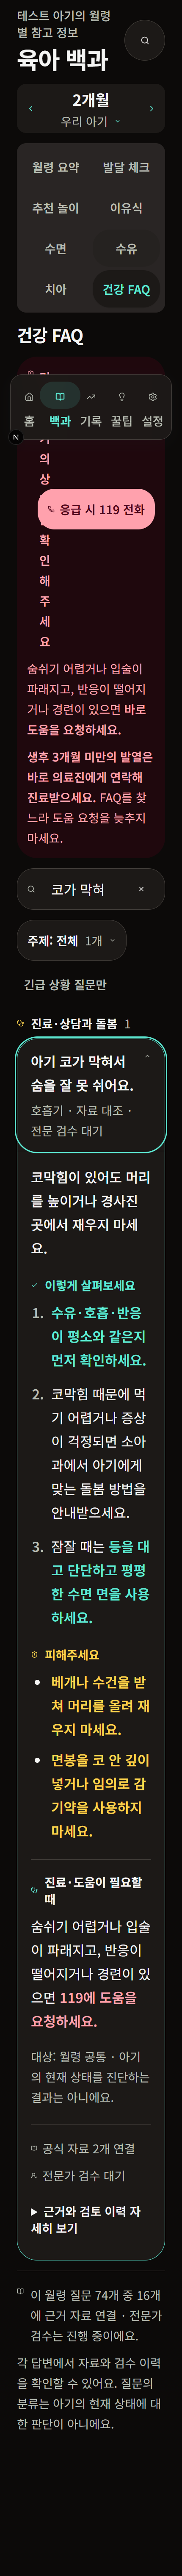 테스트 아기의 월령
별 참고 정보
육아 백과
2개월
우리 아기
월령 요약
발달 체크
추천 놀이
이유식
수면
수유
치아
건강 FAQ
건강 FAQ
홈
백과
기록
꿀팁
설정
N
의
상
확
인
해
주
세
요
응급 시 119 전화
숨쉬기 어렵거나 입술이
파래지고, 반응이 떨어지
거나 경련이 있으면 바로
도움을 요청하세요.
생후 3개월 미만의 발열은
바로 의료진에게 연락해
진료받으세요. FAQ를 찾
느라 도움 요청을 늦추지
마세요.
코가 막혀
주제: 전체 1개
긴급 상황 질문만
진료·상담과 돌봄 1
아기 코가 막혀서
숨을 잘 못 쉬어요.
호흡기 · 자료 대조 ·
전문 검수 대기
코막힘이 있어도 머리
를 높이거나 경사진
곳에서 재우지 마세
요.
이렇게 살펴보세요
1. 수유·호흡·반응
이 평소와 같은지
먼저 확인하세요.
2. 코막힘 때문에 먹
기 어렵거나 증상
이 걱정되면 소아
과에서 아기에게
맞는 돌봄 방법을
안내받으세요.
3. 잠잘 때는 등을 대
고 단단하고 평평
한 수면 면을 사용
하세요.
피해주세요
• 베개나 수건을 받
쳐 머리를 올려 재
우지 마세요.
• 면봉을 코 안 깊이
넣거나 임의로 감
기약을 사용하지
마세요.
진료·도움이 필요할
때
숨쉬기 어렵거나 입술
이 파래지고, 반응이
떨어지거나 경련이 있
으면 119에 도움을
요청하세요.
대상: 월령 공통 · 아기
의 현재 상태를 진단하는
결과는 아니에요.
공식 자료 2개 연결
전문가 검수 대기
▶ 근거와 검토 이력 자
세히 보기
이 월령 질문 74개 중 16개
에 근거 자료 연결 · 전문가
검수는 진행 중이에요.
각 답변에서 자료와 검수 이력
을 확인할 수 있어요. 질문의
분류는 아기의 현재 상태에 대
한 판단이 아니에요.